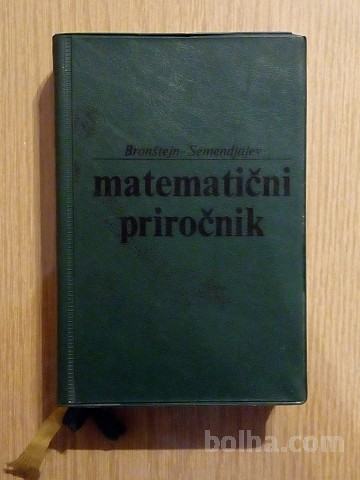 Bronštejn-Semendjajev
matematični
priročnik
bolha.com